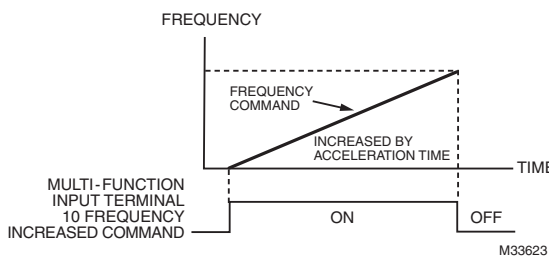 FREQUENCY
FREQUENCY
COMMAND
INCREASED BY
ACCELERATION TIME
TIME
MULTI-FUNCTION
INPUT TERMINAL
10 FREQUENCY
INCREASED COMMAND
ON
OFF
M33623